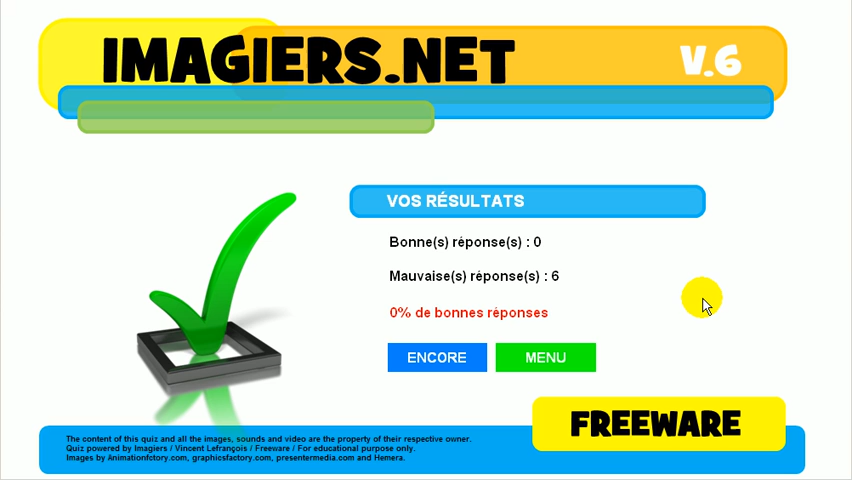 IMAGIERS.NET
V.6
VOS RÉSULTATS
Bonne(s) réponse(s) : 0
Mauvaise(s) réponse(s) : 6
0% de bonnes réponses
ENCORE
MENU
FREEWARE
The content of this quiz and all the images, sounds and video are the property of their respective owner.
Quiz powered by Imagiers / Vincent Lefrançois / Freeware / For educational purpose only.
Images by Animationfctory.com, graphicsfactory.com, presentermedia.com and Hemera.